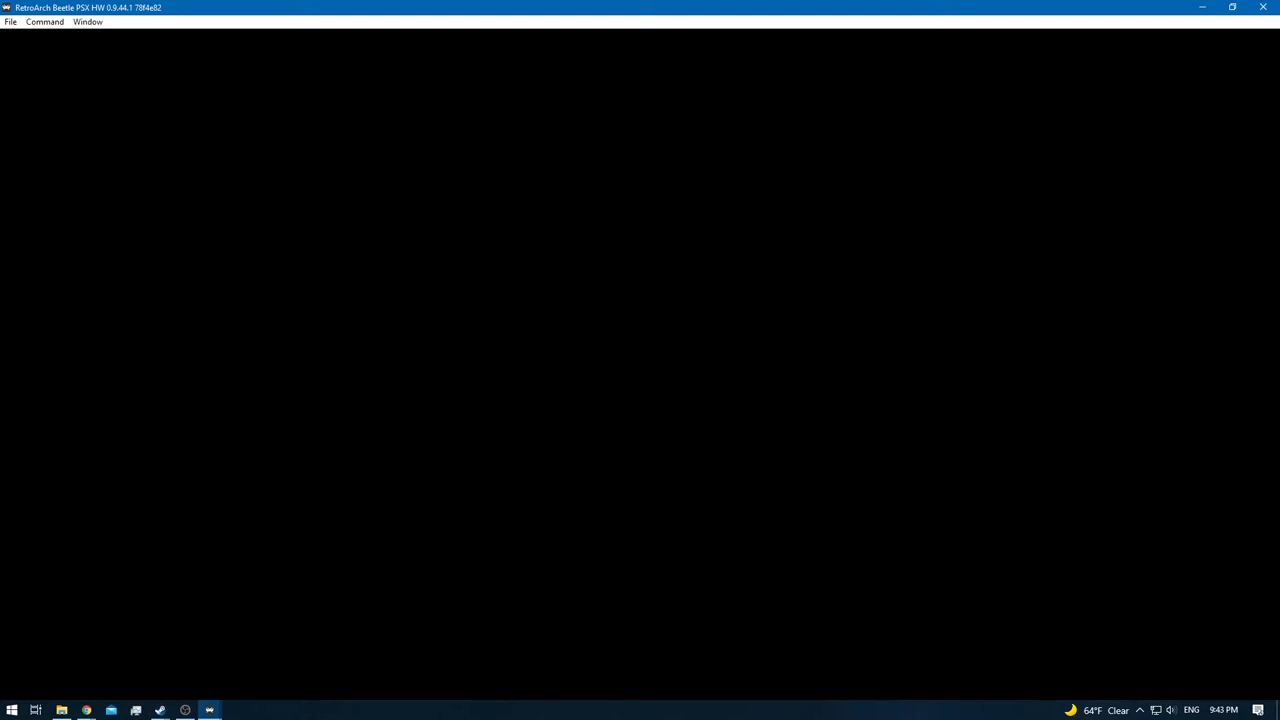 RetroArch Beetle PSX HW 0.9.44.1 78f4e82
File Command Window
64°F Clear ENG 9:43 PM